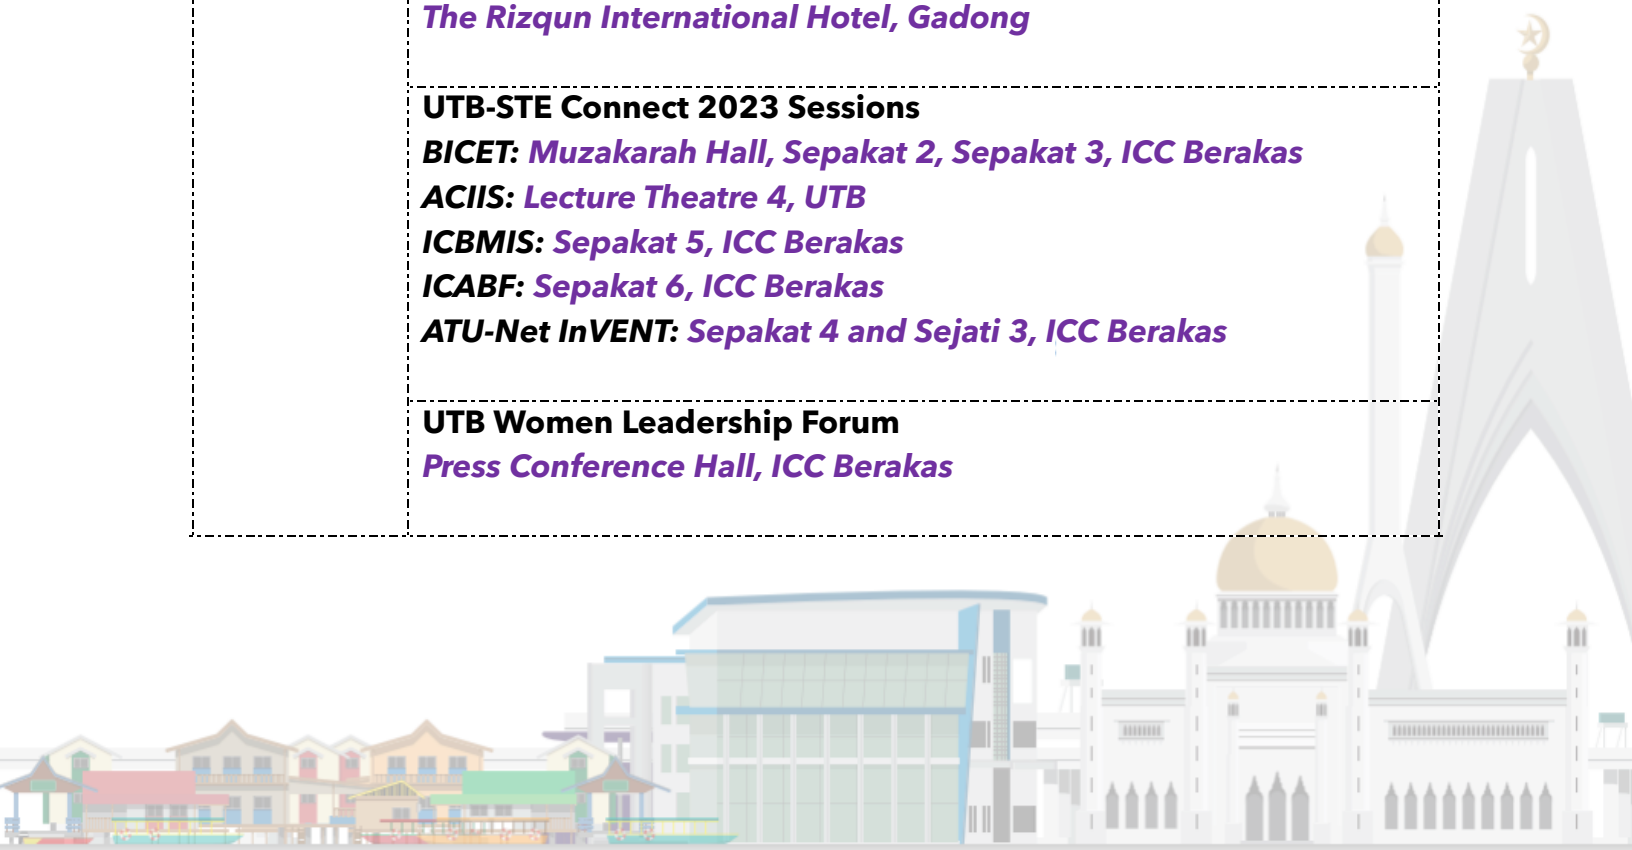 The Rizqun International Hotel, Gadong
UTB-STE Connect 2023 Sessions
BICET: Muzakarah Hall, Sepakat 2, Sepakat 3, ICC Berakas
ACIIS: Lecture Theatre 4, UTB
ICBMIS: Sepakat 5, ICC Berakas
ICABF: Sepakat 6, ICC Berakas
ATU-Net InVENT: Sepakat 4 and Sejati 3, ICC Berakas
UTB Women Leadership Forum
Press Conference Hall, ICC Berakas